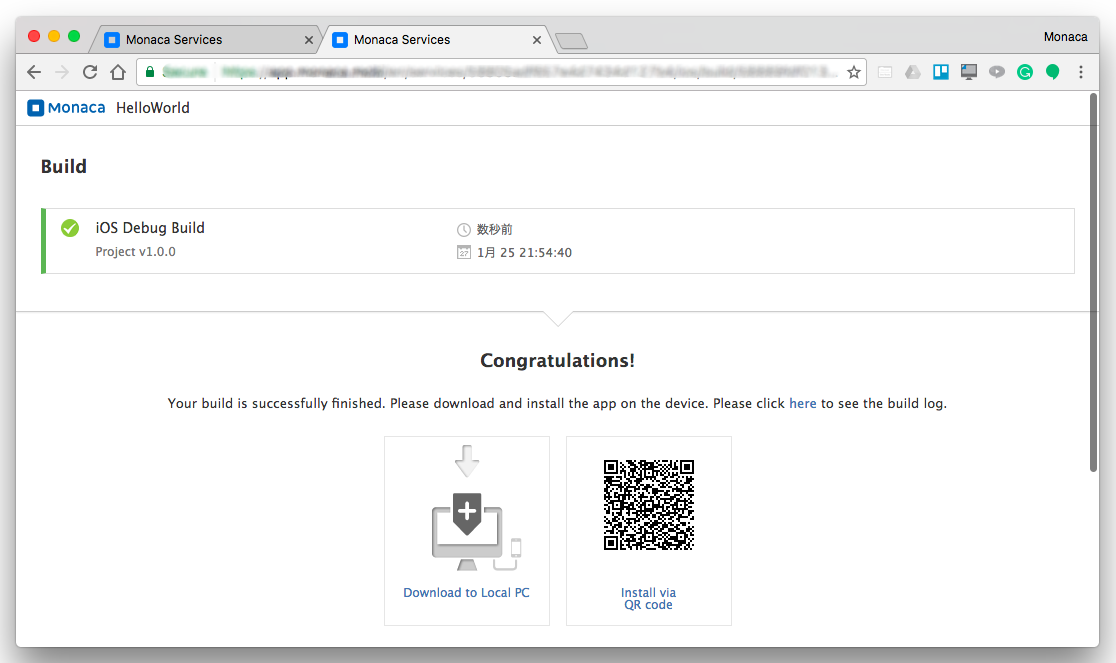 Monaca Services
Monaca Services
Monaca
Secure
Monaca HelloWorld
Build
iOS Debug Build
数秒前
Project v1.0.0
27
1月 25 21:54:40
Congratulations!
Your build is successfully finished. Please download and install the app on the device. Please click here to see the build log.
Download to Local PC
Install via
QR code